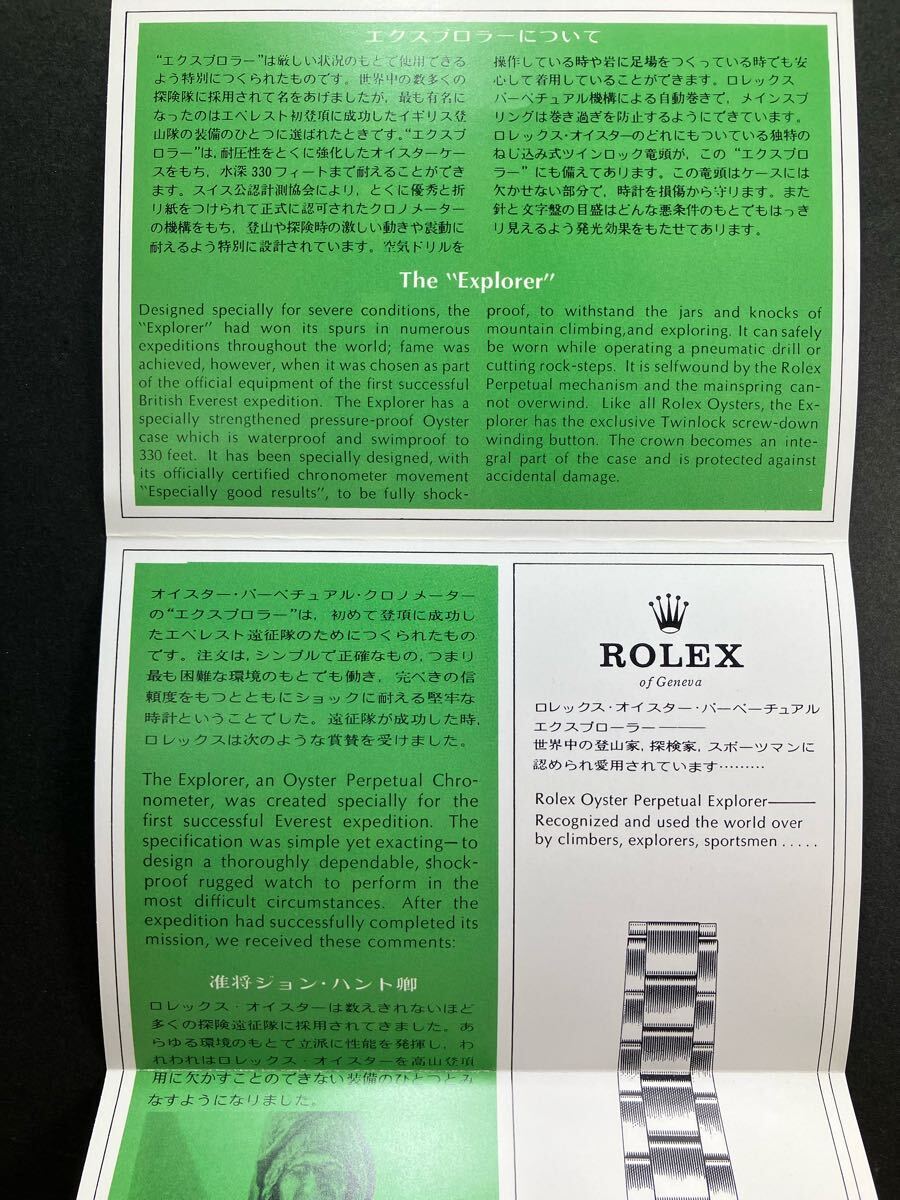 エクスプロラーについて
“エクスプロラー”は厳しい状況のもとで使用できる
よう特別につくられたものです。世界中の数多くの
探険隊に採用されて名をあげましたが，最も有名に
なったのはエベレスト初登頂に成功したイギリス登
山隊の装備のひとつに選ばれたときです。“エクスプ
ロラー”は，耐圧性をとくに強化したオイスターケー
スをもち，水深330フィートまで耐えることができ
ます。スイス公認計測協会により，とくに優秀と折
り紙をつけられて正式に認可されたクロノメーター
の機構をもち，登山や探険時の激しい動きや震動に
耐えるよう特別に設計されています。空気ドリルを
操作している時や岩に足場をつくっている時でも安
心して着用していることができます。ロレックス
パーペチュアル機構による自動巻きで，メインスプ
リングは巻き過ぎを防止するようにできています。
ロレックス・オイスターのどれにもついている独特の
ねじ込み式ツインロック竜頭が，この “エクスプロ
ラー” にも備えてあります。この竜頭はケースには
欠かせない部分で，時計を損傷から守ります。また
針と文字盤の目盛はどんな悪条件のもとでもはっき
り見えるよう発光効果をもたせてあります。
The “Explorer”
Designed specially for severe conditions, the
“Explorer” had won its spurs in numerous
expeditions throughout the world; fame was
achieved, however, when it was chosen as part
of the official equipment of the first successful
British Everest expedition. The Explorer has a
specially strengthened pressure-proof Oyster
case which is waterproof and swimproof to
330 feet. It has been specially designed, with
its officially certified chronometer movement
“Especially good results”, to be fully shock-
proof, to withstand the jars and knocks of
mountain climbing,and exploring. It can safely
be worn while operating a pneumatic drill or
cutting rock-steps. It is selfwound by the Rolex
Perpetual mechanism and the mainspring can-
not overwind. Like all Rolex Oysters, the Ex-
plorer has the exclusive Twinlock screw-down
winding button. The crown becomes an inte-
gral part of the case and is protected against
accidental damage.
オイスター・パーペチュアル・クロノメーター
の“エクスプロラー”は，初めて登頂に成功し
たエベレスト遠征隊のためにつくられたもの
です。注文は，シンプルで正確なもの，つまり
最も困難な環境のもとでも働き，完ぺきの信
頼度をもつとともにショックに耐える堅牢な
時計ということでした。遠征隊が成功した時，
ロレックスは次のような賞賛を受けました。
The Explorer, an Oyster Perpetual Chro-
nometer, was created specially for the
first successful Everest expedition. The
specification was simple yet exacting—to
design a thoroughly dependable, shock-
proof rugged watch to perform in the
most difficult circumstances. After the
expedition had successfully completed its
mission, we received these comments:
准将ジョン・ハント卿
ロレックス・オイスターは数えきれないほど
多くの探険遠征隊に採用されてきました。あ
らゆる環境のもとで立派に性能を発揮し，わ
れわれはロレックス・オイスターを高山登頂
用に欠かすことのできない装備のひとつとみ
なすようになりました。
ROLEX
of Geneva
ロレックス・オイスター・パーペーチュアル
エクスプローラー———
世界中の登山家，探検家，スポーツマンに
認められ愛用されています………
Rolex Oyster Perpetual Explorer——
Recognized and used the world over
by climbers, explorers, sportsmen . . . . .